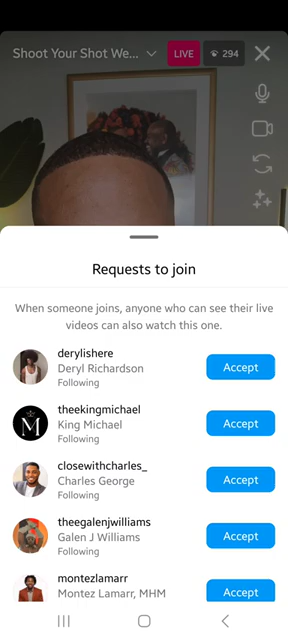 Shoot Your Shot We...
LIVE
294
Requests to join
When someone joins, anyone who can see their live
videos can also watch this one.
derylishere
Deryl Richardson
Following
Accept
M
theekingmichael
King Michael
Following
Accept
closewithcharles_
Charles George
Following
Accept
theegalenjwilliams
Galen J Williams
Following
Accept
montezlamarr
Montez Lamarr, MHM
Accept